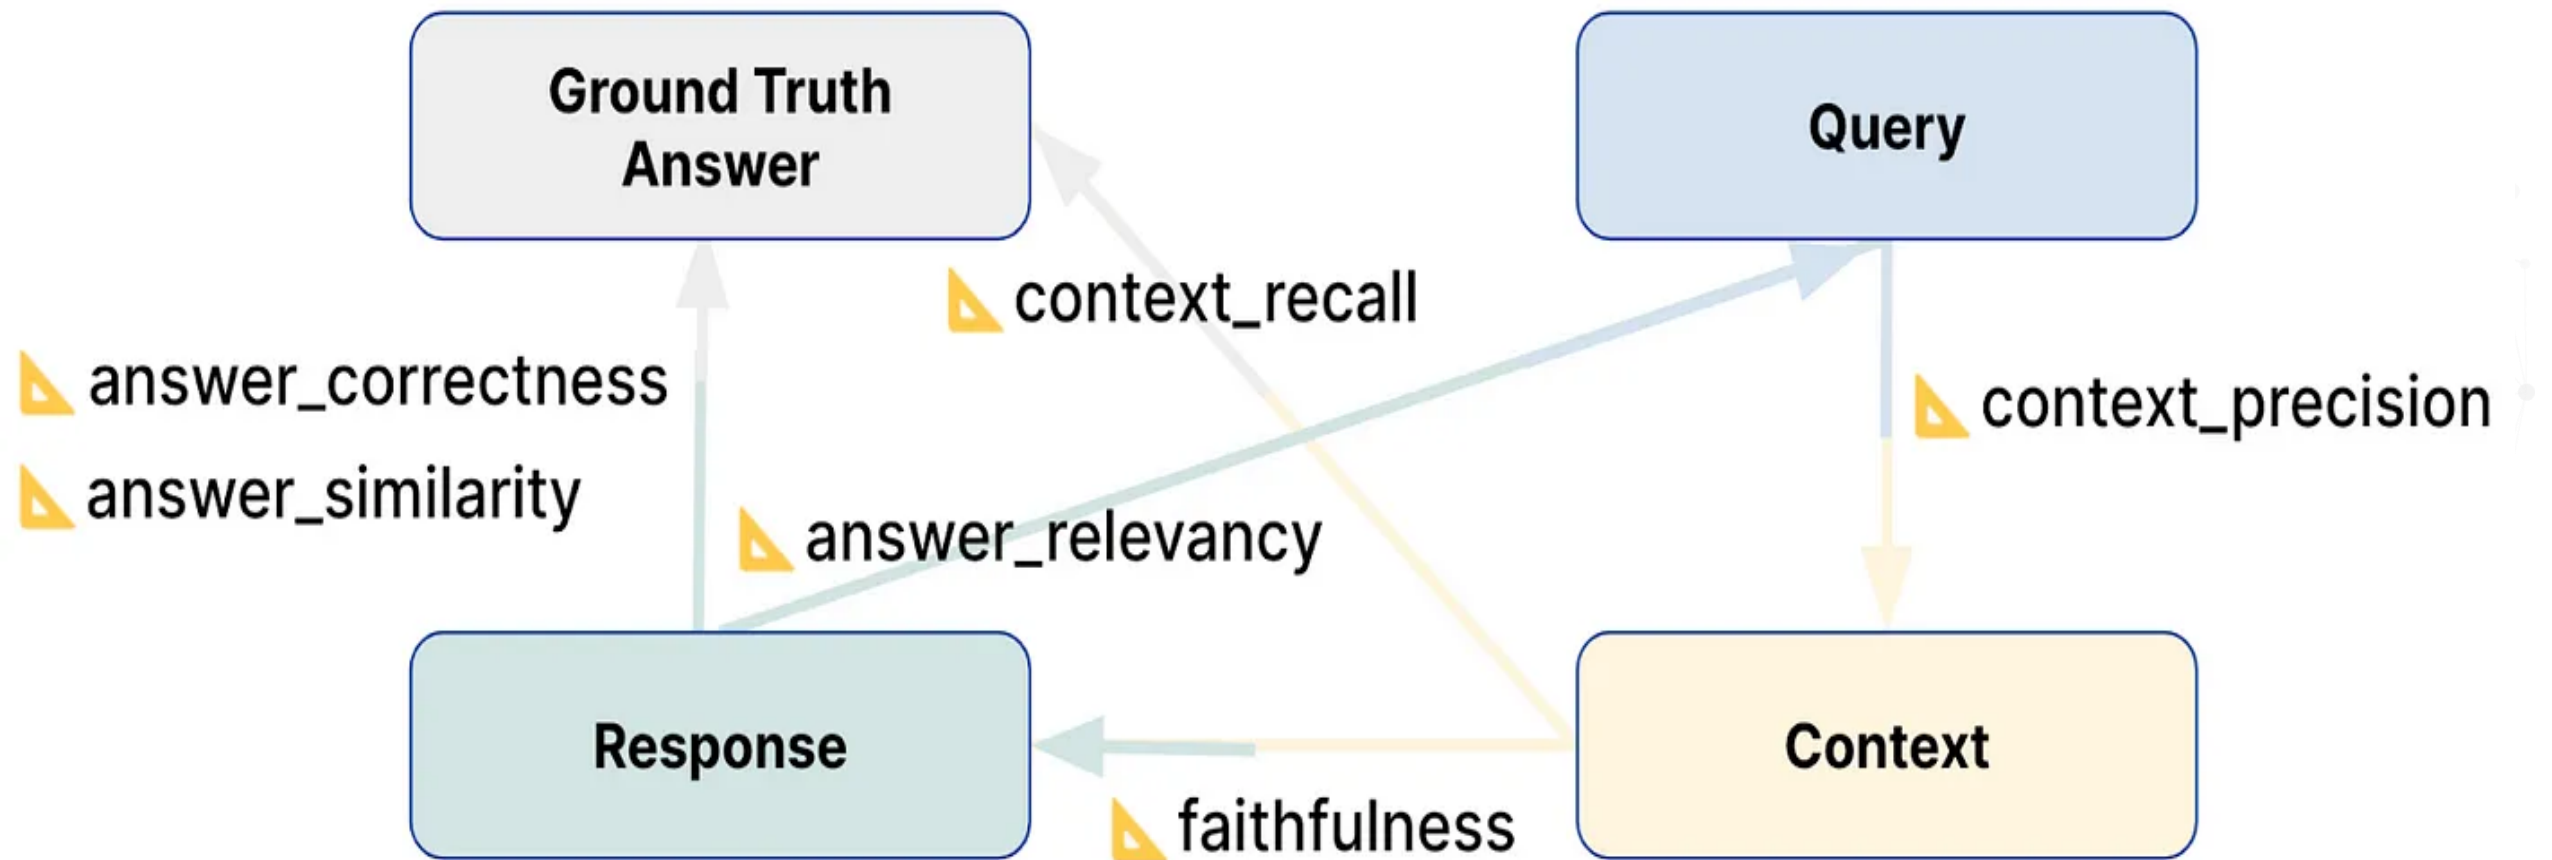 Ground Truth
Answer
Query
context_recall
answer_correctness
context_precision
answer_similarity
answer_relevancy
Response
Context
faithfulness